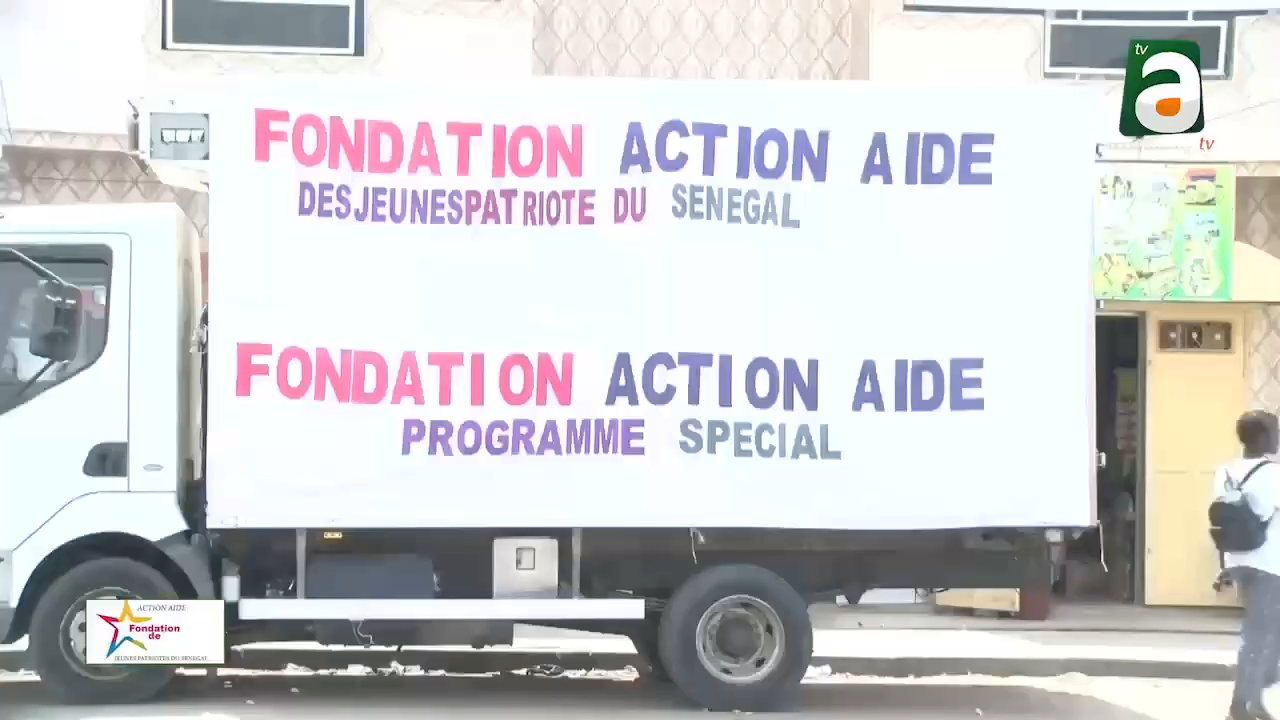 tv
a
tv
FONDATION ACTION AIDE
DESJEUNESPATRIOTE DU SENEGAL
FONDATION ACTION AIDE
PROGRAMME SPECIAL
ACTION AIDE
Fondation
de
JEUNES PATRIOTES DU SENEGAL